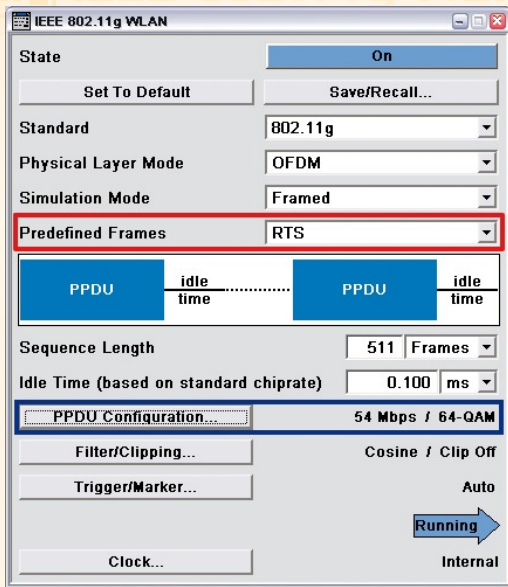 IEEE 802.11g WLAN
State On
Set To Default Save/Recall...
Standard 802.11g
Physical Layer Mode OFDM
Simulation Mode Framed
Predefined Frames RTS
PPDU idle time PPDU idle time
Sequence Length 511 Frames
Idle Time (based on standard chiprate) 0.100 ms
PPDU Configuration... 54 Mbps / 64-QAM
Filter/Clipping... Cosine / Clip Off
Trigger/Marker... Auto
Running
Clock... Internal